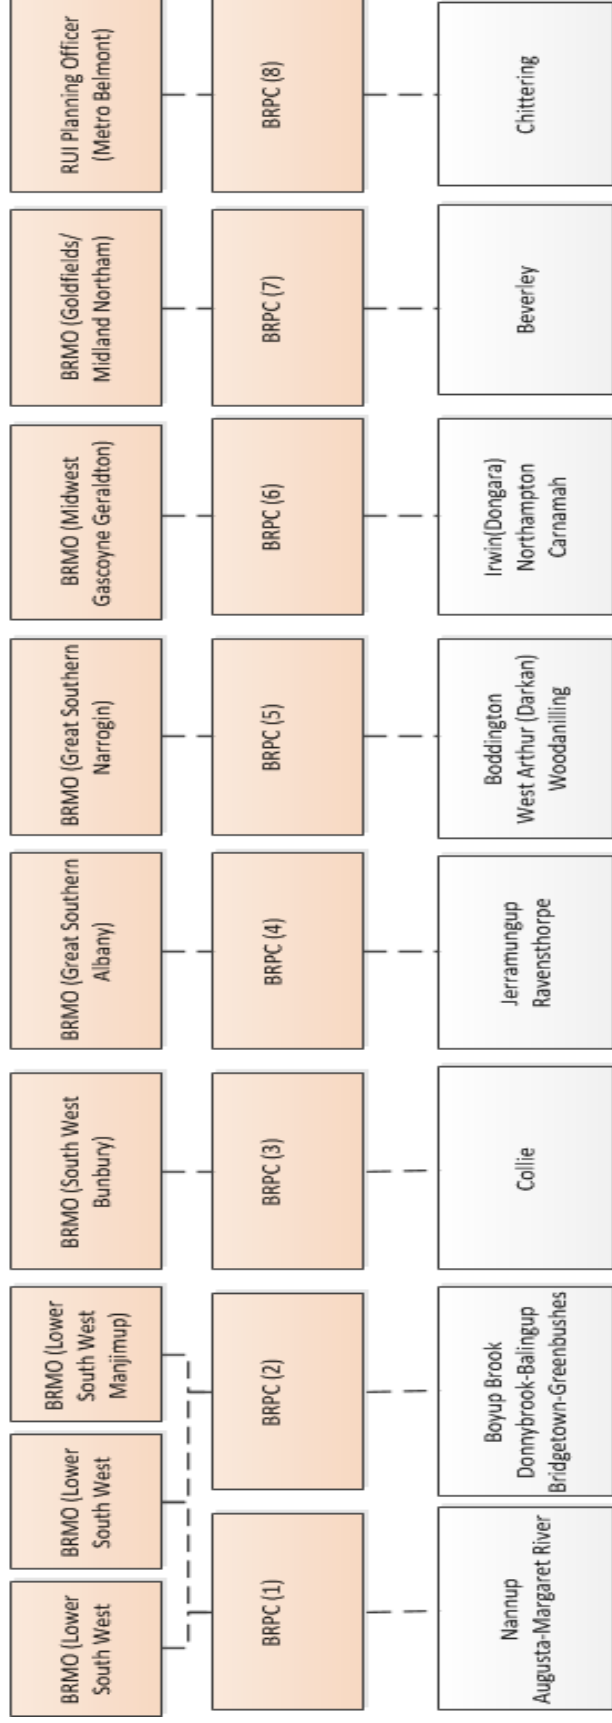 BRMO (Lower
South West
BRMO (Lower
South West
BRMO (Lower
South West
Manjimup)
BRMO (South West
Bunbury)
BRMO (Great Southern
Albany)
BRMO (Great Southern
Narrogin)
BRMO (Midwest
Gascoyne Geraldton)
BRMO (Goldfields/
Midland Northam)
RUI Planning Officer
(Metro Belmont)
BRPC (1)
BRPC (2)
BRPC (3)
BRPC (4)
BRPC (5)
BRPC (6)
BRPC (7)
BRPC (8)
Nannup
Augusta-Margaret River
Boyup Brook
Donnybrook-Balingup
Bridgetown-Greenbushes
Collie
Jerramungup
Ravensthorpe
Boddington
West Arthur (Darkan)
Woodanilling
Irwin(Dongara)
Northampton
Carnamah
Beverley
Chittering